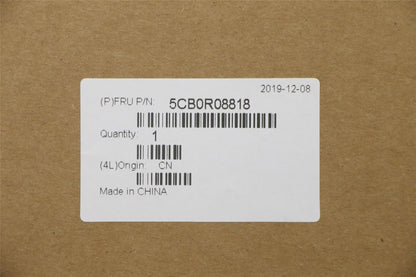 2019-12-08
(P)FRU P/N: 5CB0R08818
Quantity: 1
(4L)Origin: CN
Made in CHINA